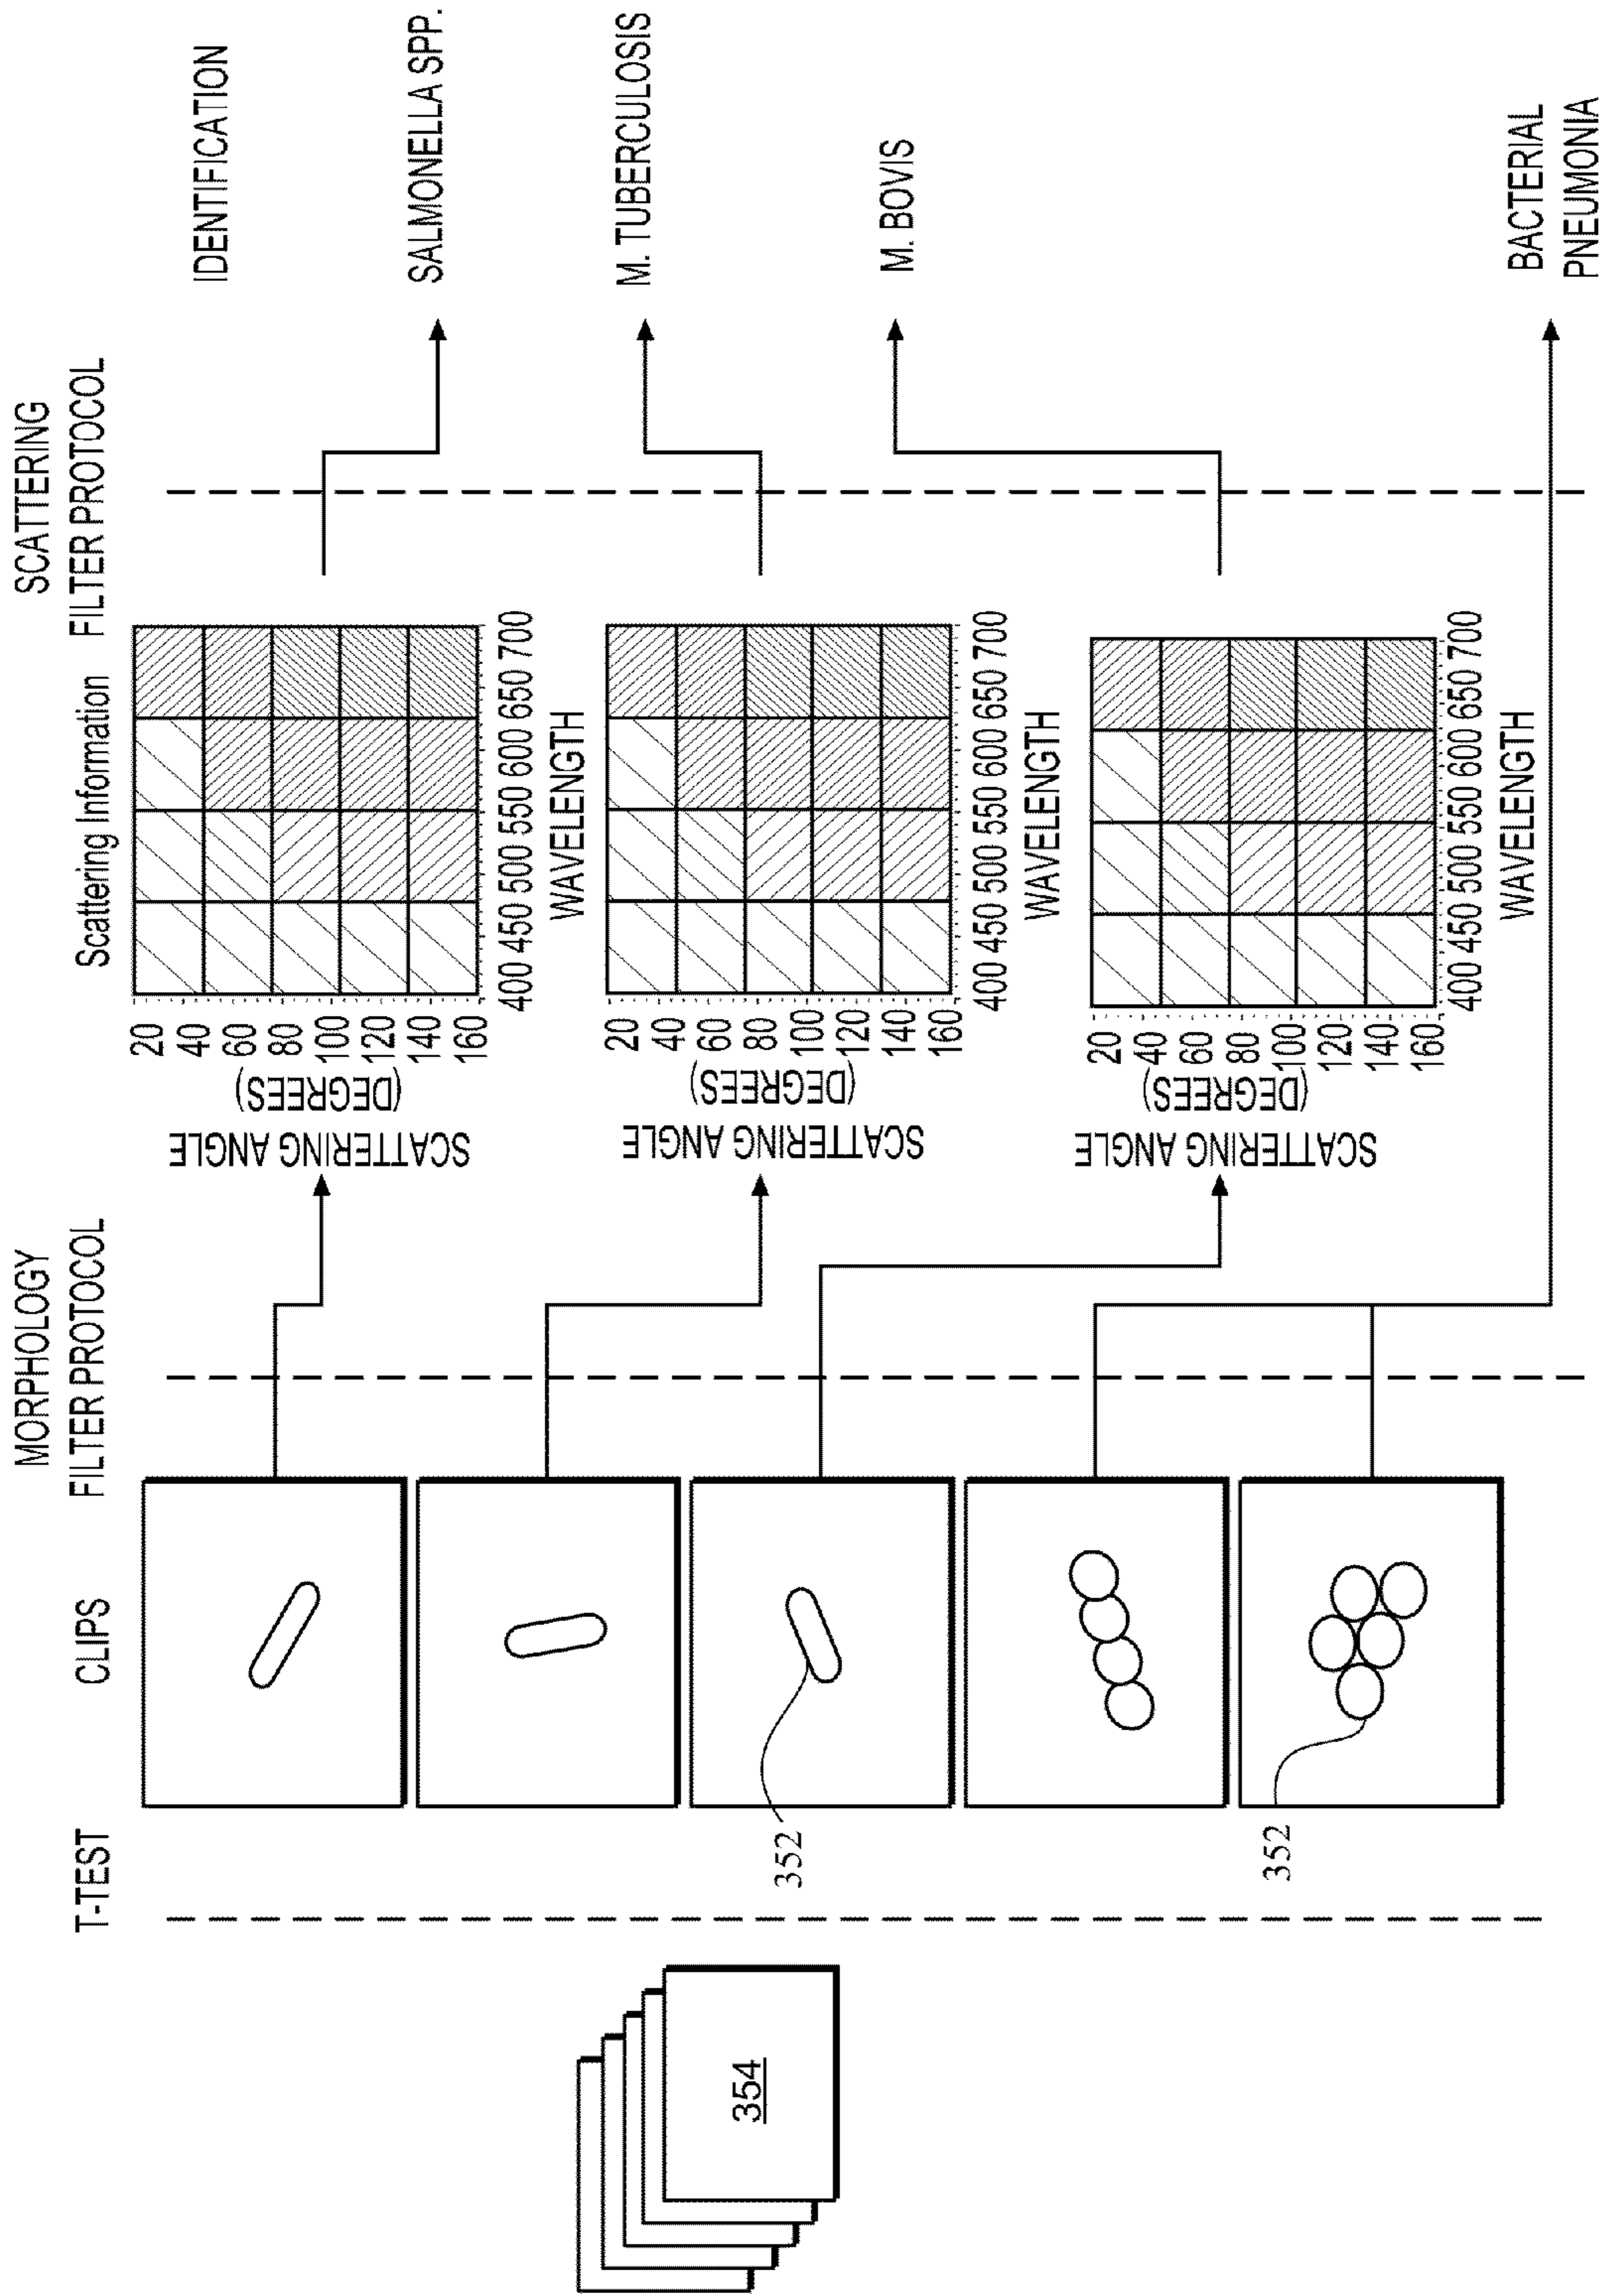 T-TEST
CLIPS
MORPHOLOGY
FILTER PROTOCOL
Scattering Information
SCATTERING
FILTER PROTOCOL
IDENTIFICATION
354
352
352
SCATTERING ANGLE
(DEGREES)
20
40
60
80
100
120
140
160
400 450 500 550 600 650 700
WAVELENGTH
SALMONELLA SPP.
SCATTERING ANGLE
(DEGREES)
20
40
60
80
100
120
140
160
400 450 500 550 600 650 700
WAVELENGTH
M. TUBERCULOSIS
SCATTERING ANGLE
(DEGREES)
20
40
60
80
100
120
140
160
400 450 500 550 600 650 700
WAVELENGTH
M. BOVIS
BACTERIAL
PNEUMONIA